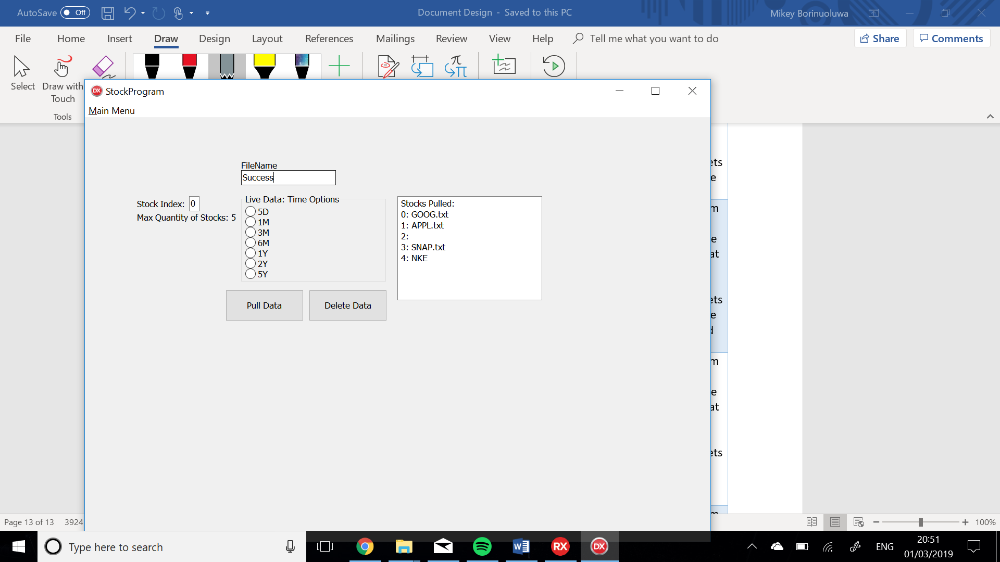 AutoSave Off
Document Design - Saved to this PC
Mikey Borinuoluwa
File Home Insert Draw Design Layout References Mailings Review View Help Tell me what you want to do
Share Comments
Select
Draw with Touch
Tools
DX StockProgram
Main Menu
FileName
Success
Stock Index: 0
Max Quantity of Stocks: 5
Live Data: Time Options
5D
1M
3M
6M
1Y
2Y
5Y
Pull Data
Delete Data
Stocks Pulled:
0: GOOG.txt
1: APPL.txt
2:
3: SNAP.txt
4: NKE
ets
e
m
e
at
ets
e
d
m
e
at
ets
Page 13 of 13 3924
100%
Type here to search
RX
DX
ENG
20:51
01/03/2019